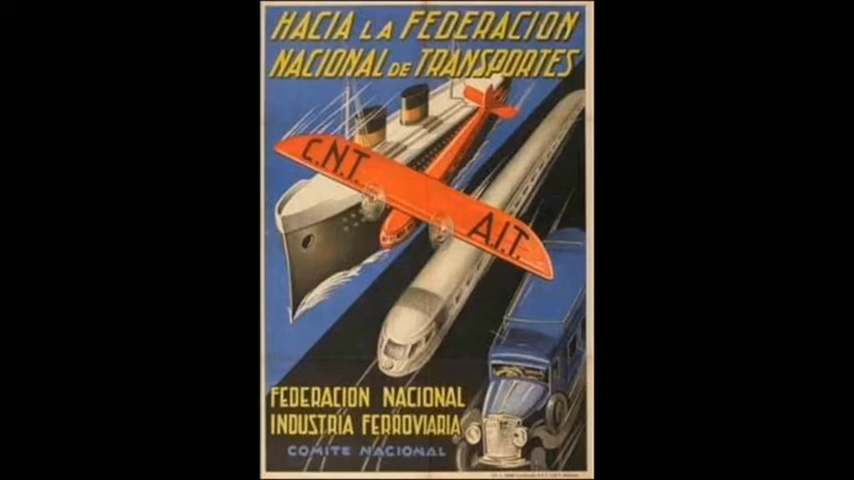 HACIA LA FEDERACION
NACIONAL DE TRANSPORTES
C.N.T.
A.I.T.
FEDERACION NACIONAL
INDUSTRIA FERROVIARIA
COMITE NACIONAL